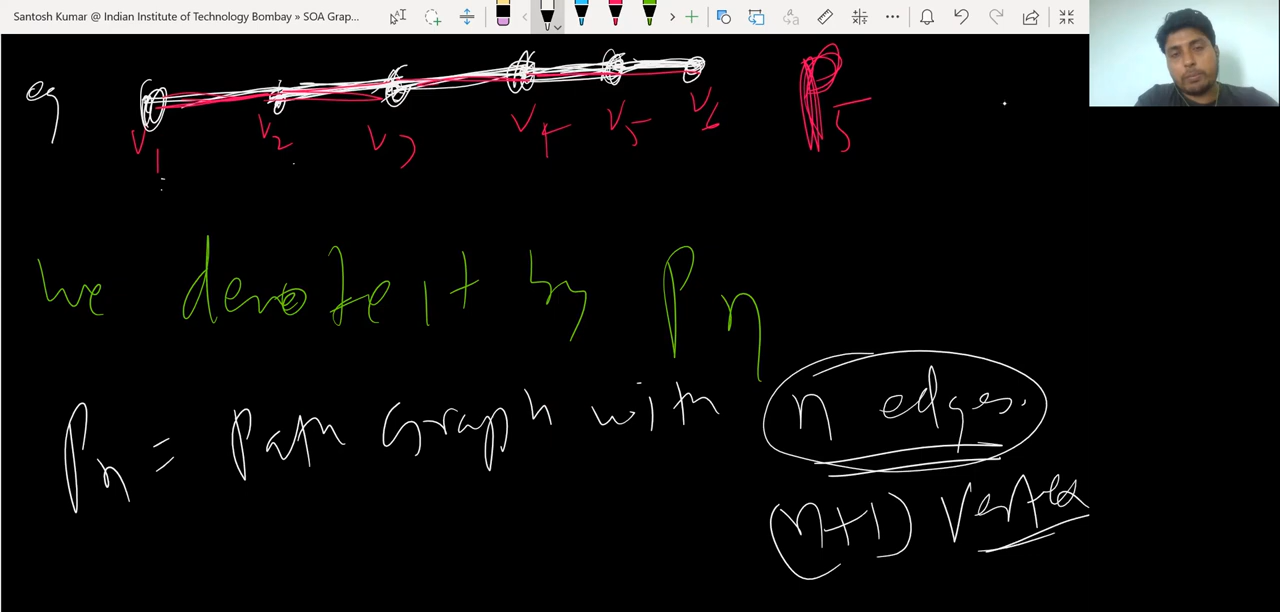 Santosh Kumar @ Indian Institute of Technology Bombay » SOA Grap...
eg
V1 V2 V3 V4 V5 V6 P5
we denote it by Pn
Pn = Path Graph with n edges.
(n+1) Vertex